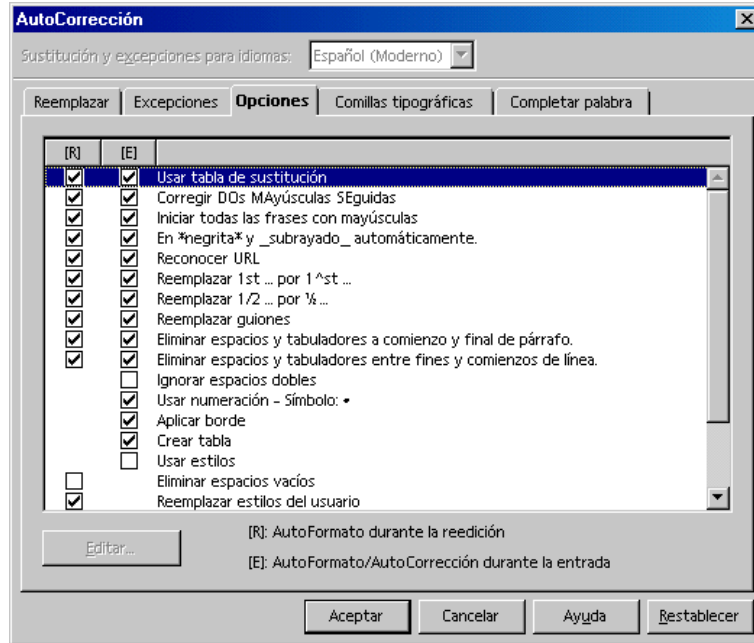 AutoCorrección
Sustitución y excepciones para idiomas: Español (Moderno)
Reemplazar Excepciones Opciones Comillas tipográficas Completar palabra
[R] [E]
Usar tabla de sustitución
Corregir DOs MAyúsculas SEguidas
Iniciar todas las frases con mayúsculas
En *negrita* y _subrayado_ automáticamente.
Reconocer URL
Reemplazar 1st ... por 1^st ...
Reemplazar 1/2 ... por ½ ...
Reemplazar guiones
Eliminar espacios y tabuladores a comienzo y final de párrafo.
Eliminar espacios y tabuladores entre fines y comienzos de línea.
Ignorar espacios dobles
Usar numeración – Símbolo: •
Aplicar borde
Crear tabla
Usar estilos
Eliminar espacios vacíos
Reemplazar estilos del usuario
Editar...
[R]: AutoFormato durante la reedición
[E]: AutoFormato/AutoCorrección durante la entrada
Aceptar Cancelar Ayuda Restablecer